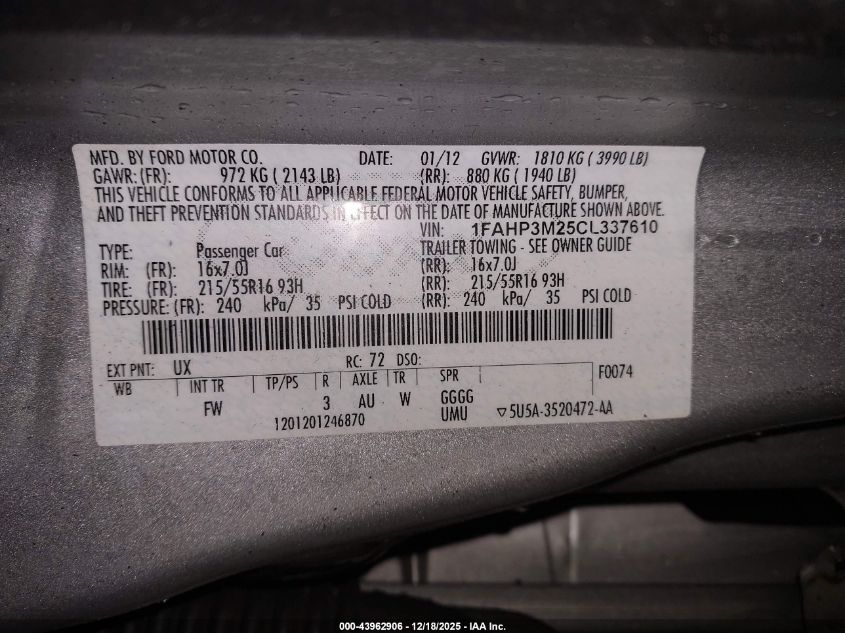 MFD. BY FORD MOTOR CO. DATE: 01/12 GVWR: 1810 KG ( 3990 LB)
GAWR: (FR): 972 KG ( 2143 LB) (RR): 880 KG ( 1940 LB)
THIS VEHICLE CONFORMS TO ALL APPLICABLE FEDERAL MOTOR VEHICLE SAFETY, BUMPER,
AND THEFT PREVENTION STANDARDS IN EFFECT ON THE DATE OF MANUFACTURE SHOWN ABOVE.
VIN: 1FAHP3M25CL337610
TYPE: Passenger Car TRAILER TOWING - SEE OWNER GUIDE
RIM: (FR): 16x7.0J (RR): 16x7.0J
TIRE: (FR): 215/55R16 93H (RR): 215/55R16 93H
PRESSURE: (FR): 240 kPa/ 35 PSI COLD (RR): 240 kPa/ 35 PSI COLD
EXT PNT: UX RC: 72 DSO: F0074
WB INT TR TP/PS R AXLE TR SPR
FW 3 AU W GGGG
1201201246870 UMU ▽5U5A-3520472-AA
000-43962906 - 12/18/2025 - IAA Inc.